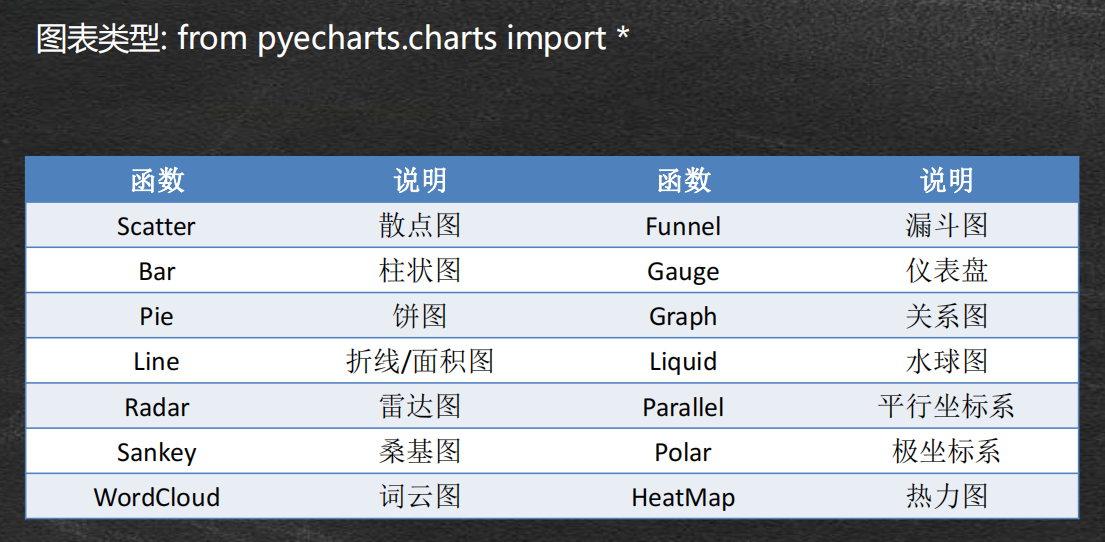 图表类型: from pyecharts.charts import *
函数 说明 函数 说明
Scatter 散点图 Funnel 漏斗图
Bar 柱状图 Gauge 仪表盘
Pie 饼图 Graph 关系图
Line 折线/面积图 Liquid 水球图
Radar 雷达图 Parallel 平行坐标系
Sankey 桑基图 Polar 极坐标系
WordCloud 词云图 HeatMap 热力图